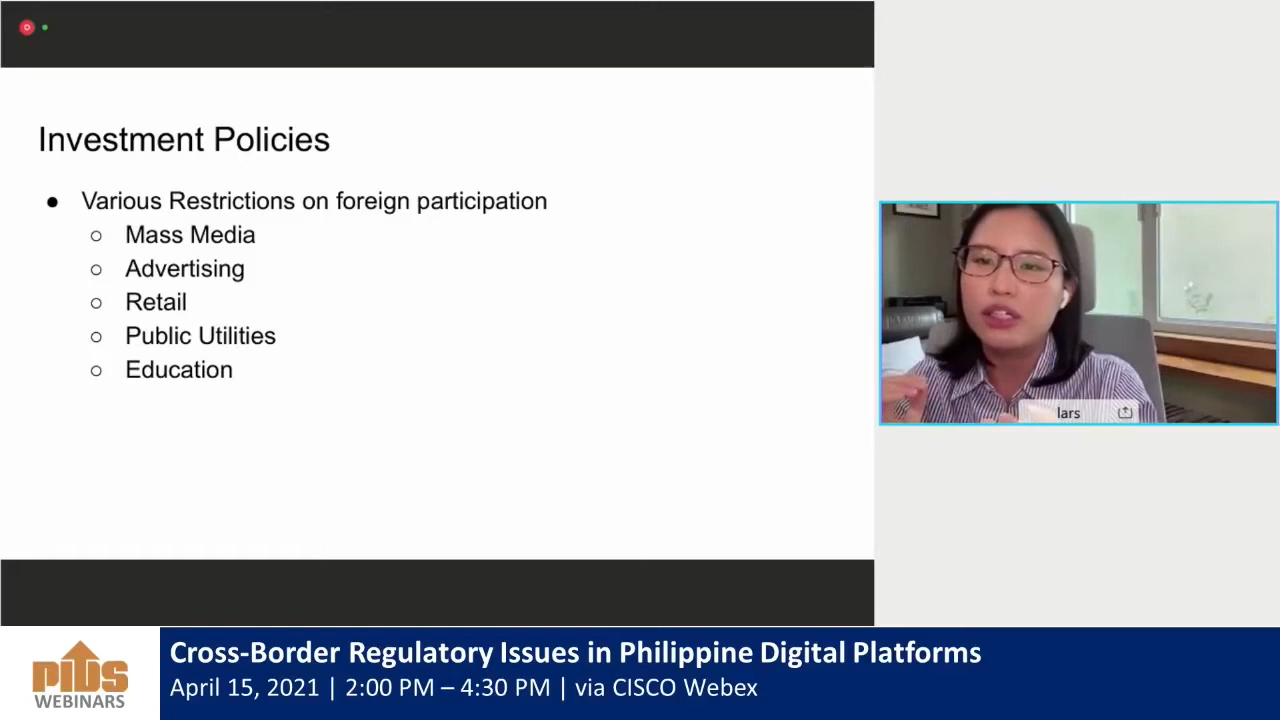 Investment Policies
● Various Restrictions on foreign participation
○ Mass Media
○ Advertising
○ Retail
○ Public Utilities
○ Education
lars
PIDS
WEBINARS
Cross-Border Regulatory Issues in Philippine Digital Platforms
April 15, 2021 | 2:00 PM – 4:30 PM | via CISCO Webex